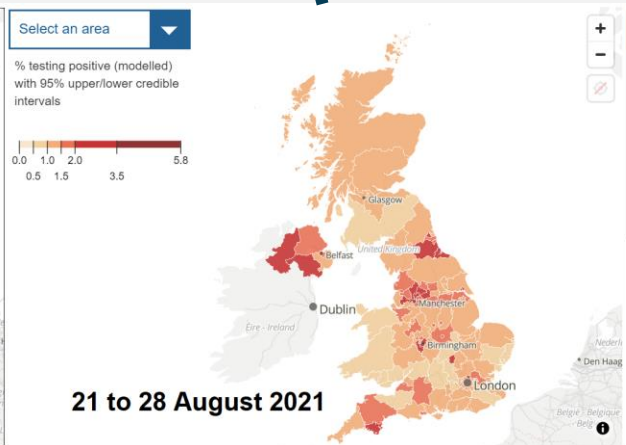 Select an area
% testing positive (modelled)
with 95% upper/lower credible
intervals
0.0 1.0 2.0 5.8
0.5 1.5 3.5
+
−
Glasgow
United Kingdom
Belfast
Manchester
Dublin
Éire - Ireland
Birmingham
Den Haag
London
België - Belgique
21 to 28 August 2021